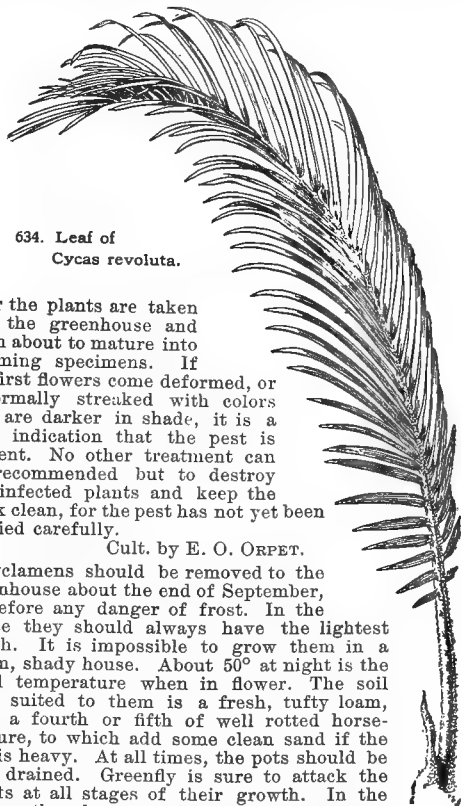 634. Leaf of
Cycas revoluta.
r the plants are taken
the greenhouse and
n about to mature into
ming specimens. If
irst flowers come deformed, or
ormally streaked with colors
are darker in shade, it is a
indication that the pest is
ent. No other treatment can
recommended but to destroy
infected plants and keep the
k clean, for the pest has not yet been
ied carefully.
Cult. by E. O. ORPET.
yclamens should be removed to the
nhouse about the end of September,
efore any danger of frost. In the
e they should always have the lightest
h. It is impossible to grow them in a
n, shady house. About 50° at night is the
l temperature when in flower. The soil
suited to them is a fresh, tufty loam,
a fourth or fifth of well rotted horse-
ure, to which add some clean sand if the
is heavy. At all times, the pots should be
drained. Greenfly is sure to attack the
ts at all stages of their growth. In the